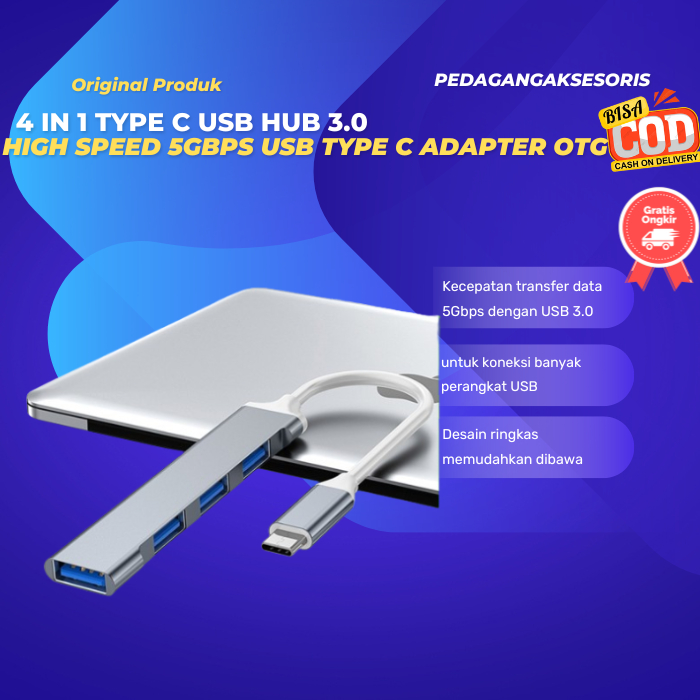 Original Produk
PEDAGANGAKSESORIS
4 IN 1 TYPE C USB HUB 3.0
HIGH SPEED 5GBPS USB TYPE C ADAPTER OTG
BISA
COD
CASH ON DELIVERY
Gratis
Ongkir
Kecepatan transfer data
5Gbps dengan USB 3.0
untuk koneksi banyak
perangkat USB
Desain ringkas
memudahkan dibawa